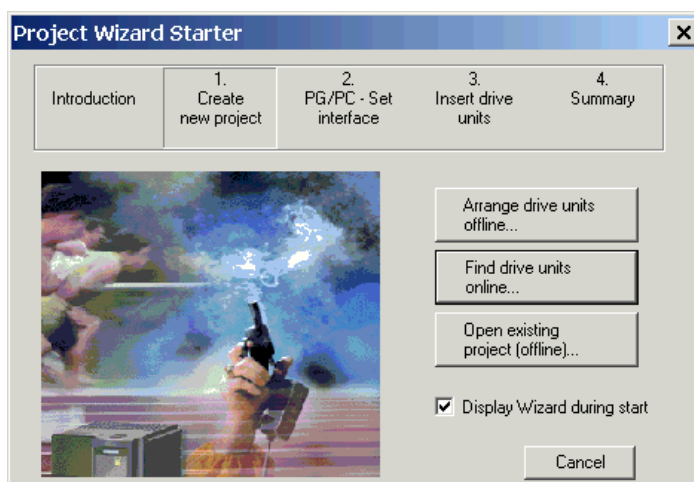 Project Wizard Starter
Introduction
1.
Create
new project
2.
PG/PC - Set
interface
3.
Insert drive
units
4.
Summary
Arrange drive units
offline...
Find drive units
online...
Open existing
project (offline)...
Display Wizard during start
Cancel